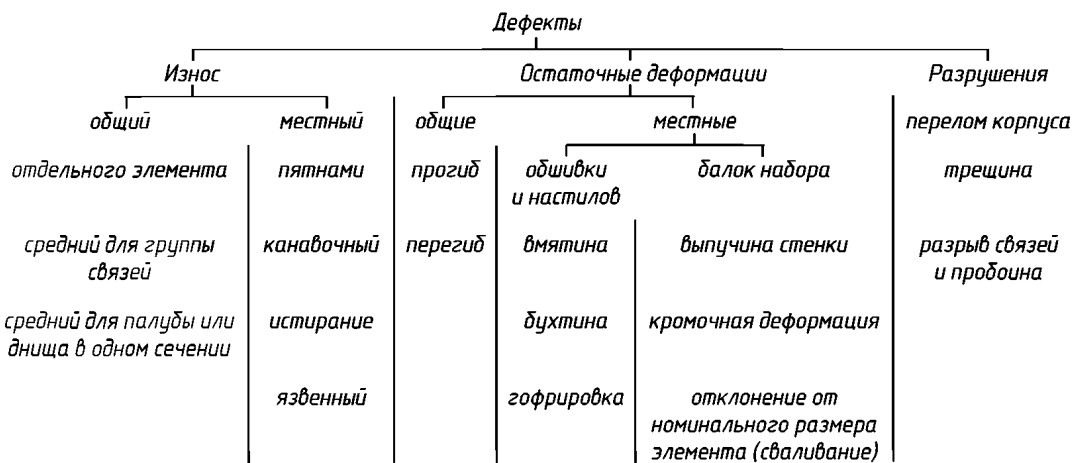 Дефекты
Износ
Остаточные деформации
Разрушения
общий
местный
общие
местные
перелом корпуса
отдельного элемента
пятнами
прогиб
обшивки
и настилов
балок набора
трещина
средний для группы
связей
канавочный
перегиб
вмятина
выпучина стенки
разрыв связей
и пробоина
средний для палубы или
днища в одном сечении
истирание
бухтина
кромочная деформация
язвенный
гофрировка
отклонение от
номинального размера
элемента (сваливание)